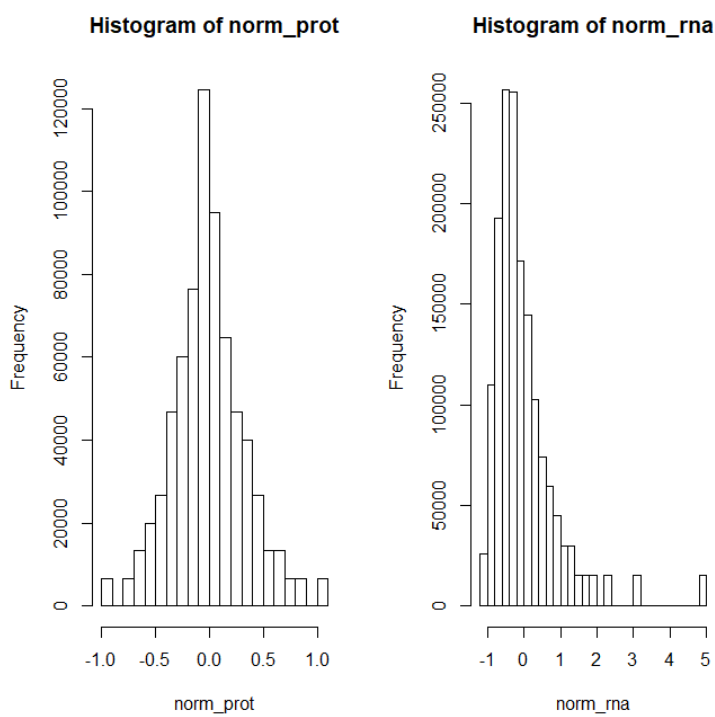 Histogram of norm_prot
Frequency
0
20000
40000
60000
80000
100000
120000
-1.0 -0.5 0.0 0.5 1.0
norm_prot
Histogram of norm_rna
Frequency
0
50000
100000
150000
200000
250000
-1 0 1 2 3 4 5
norm_rna